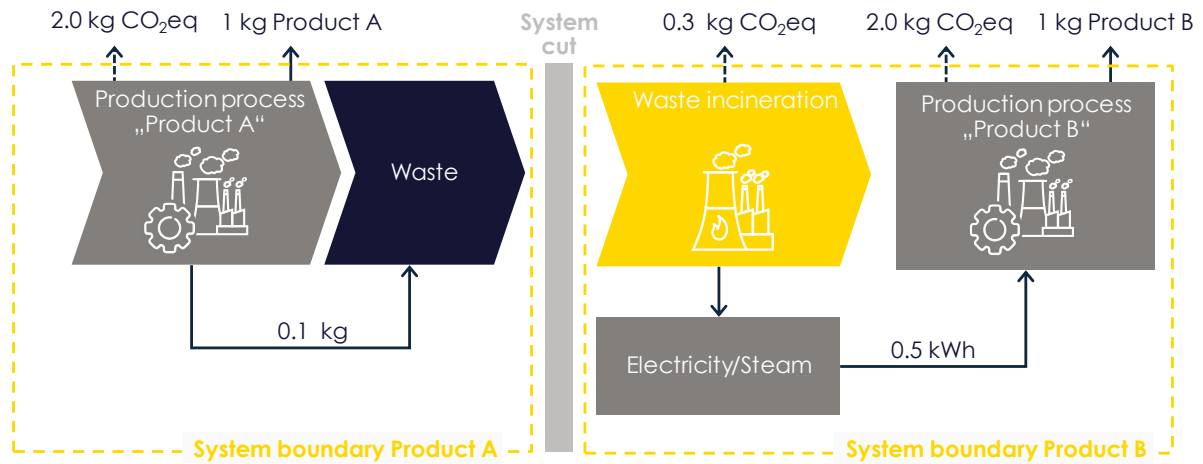 2.0 kg CO₂eq
1 kg Product A
System
cut
0.3 kg CO₂eq
2.0 kg CO₂eq
1 kg Product B
Production process
„Product A“
Waste
Waste incineration
Production process
„Product B“
0.1 kg
Electricity/Steam
0.5 kWh
System boundary Product A
System boundary Product B